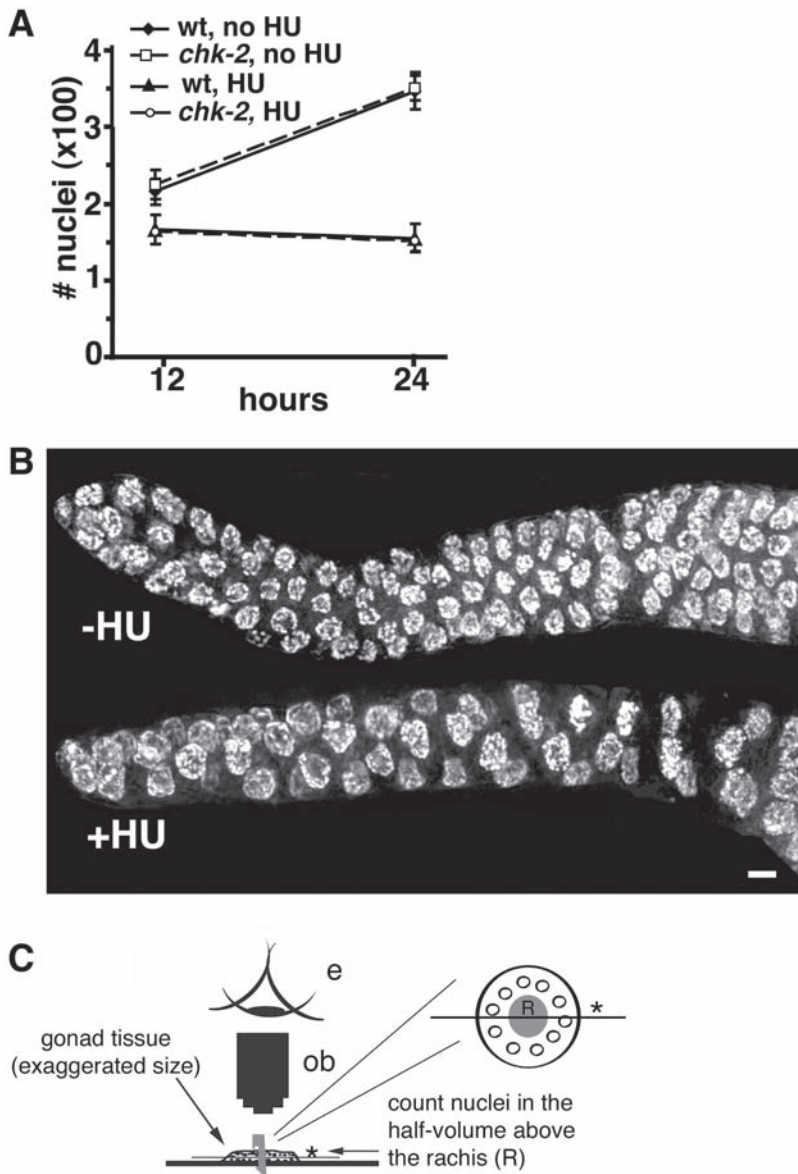 A
wt, no HU
chk-2, no HU
wt, HU
chk-2, HU
# nuclei (x100)
4
3
2
1
0
12
24
hours
B
-HU
+HU
C
e
ob
gonad tissue
(exaggerated size)
*
R
*
count nuclei in the
half-volume above
the rachis (R)